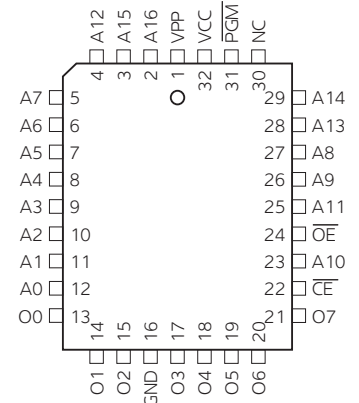 A12
A15
A16
VPP
VCC
P̅G̅M̅
NC
4
3
2
1
32
31
30
A7 5
A6 6
A5 7
A4 8
A3 9
A2 10
A1 11
A0 12
O0 13
29 A14
28 A13
27 A8
26 A9
25 A11
24 O̅E̅
23 A10
22 C̅E̅
21 O7
14
15
16
17
18
19
20
O1
O2
GND
O3
O4
O5
O6